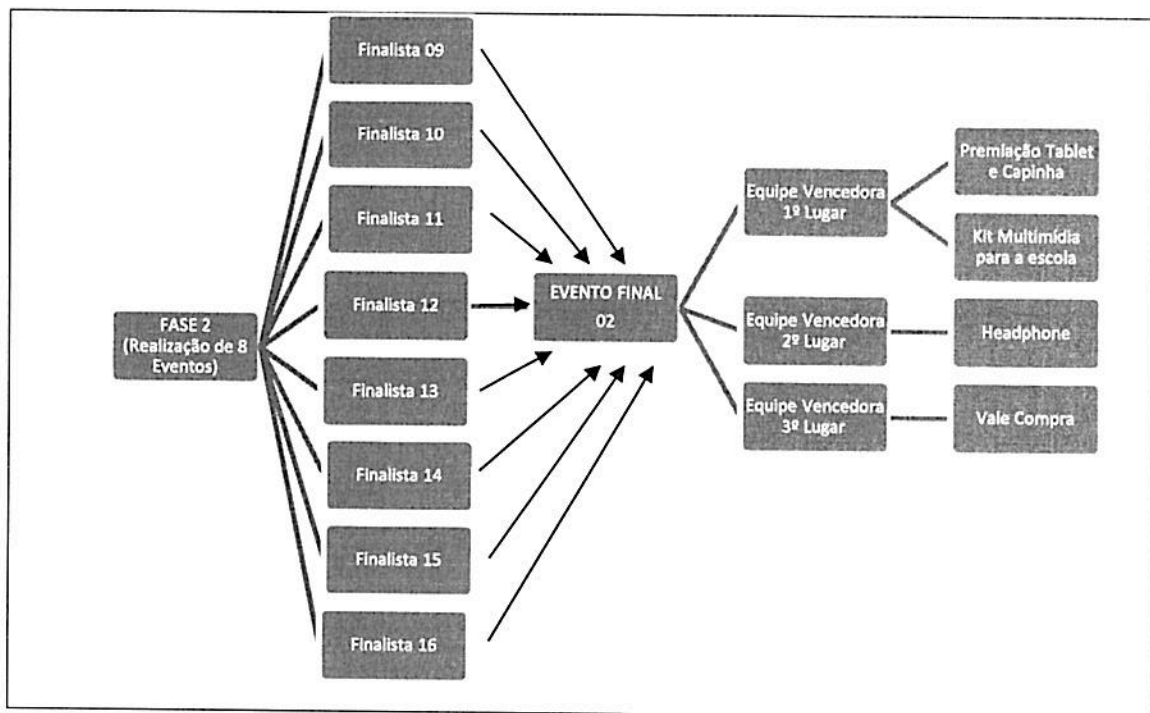 FASE 2
(Realização de 8
Eventos)
Finalista 09
Finalista 10
Finalista 11
Finalista 12
Finalista 13
Finalista 14
Finalista 15
Finalista 16
EVENTO FINAL
02
Equipe Vencedora
1º Lugar
Equipe Vencedora
2º Lugar
Equipe Vencedora
3º Lugar
Premiação Tablet
e Capinha
Kit Multimídia
para a escola
Headphone
Vale Compra